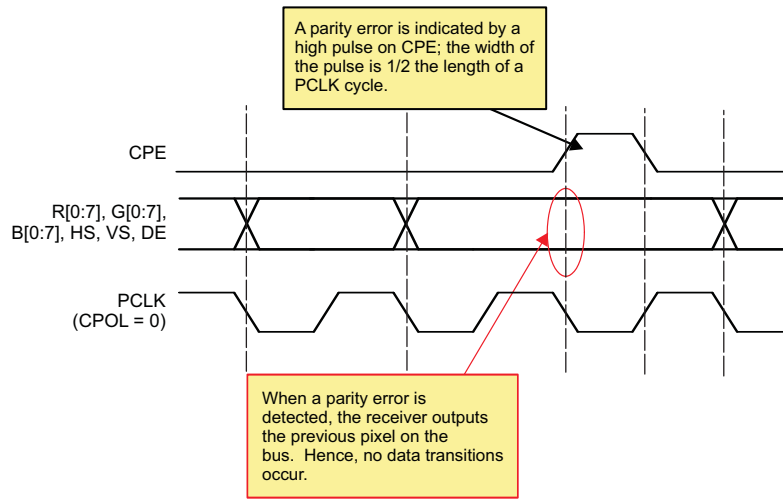 A parity error is indicated by a
high pulse on CPE; the width of
the pulse is 1/2 the length of a
PCLK cycle.
CPE
R[0:7], G[0:7],
B[0:7], HS, VS, DE
PCLK
(CPOL = 0)
When a parity error is
detected, the receiver outputs
the previous pixel on the
bus. Hence, no data transitions
occur.